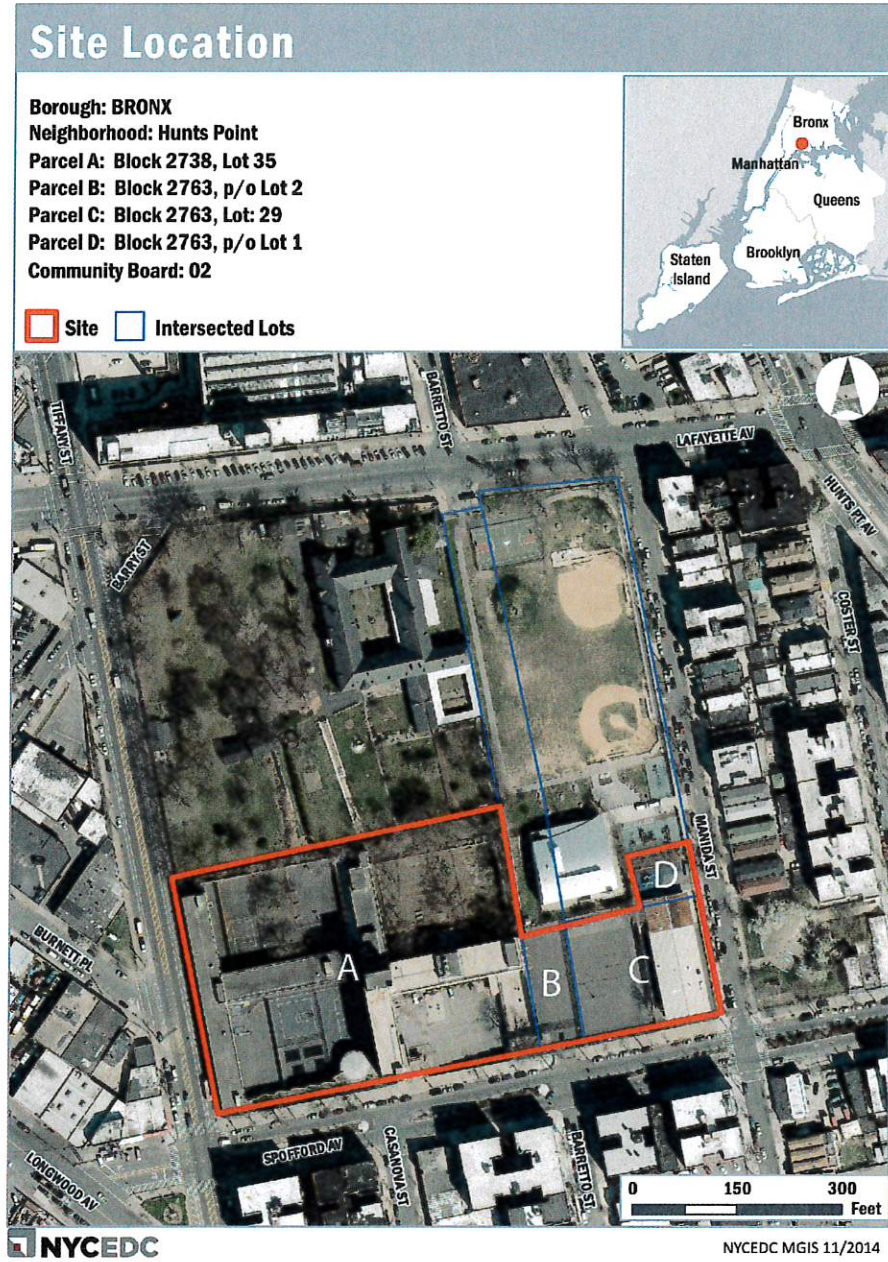 Site Location
Borough: BRONX
Neighborhood: Hunts Point
Parcel A: Block 2738, Lot 35
Parcel B: Block 2763, p/o Lot 2
Parcel C: Block 2763, Lot: 29
Parcel D: Block 2763, p/o Lot 1
Community Board: 02
Site
Intersected Lots
Bronx
Manhattan
Queens
Staten
Island
Brooklyn
TIFFANY ST
BARRETTO ST
LAFAYETTE AV
HUNTS PT AV
BARRY ST
COSTER ST
MANIDA ST
BURNETT PL
A
B
C
D
LONGWOOD AV
SPOFFORD AV
CASANOVA ST
BARRETTO ST
0 150 300
Feet
NYCEDC
NYCEDC MGIS 11/2014